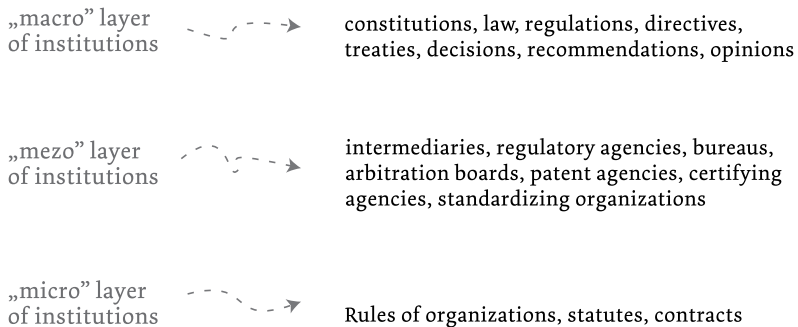 „macro” layer
of institutions
constitutions, law, regulations, directives,
treaties, decisions, recommendations, opinions
„mezo” layer
of institutions
intermediaries, regulatory agencies, bureaus,
arbitration boards, patent agencies, certifying
agencies, standardizing organizations
„micro” layer
of institutions
Rules of organizations, statutes, contracts